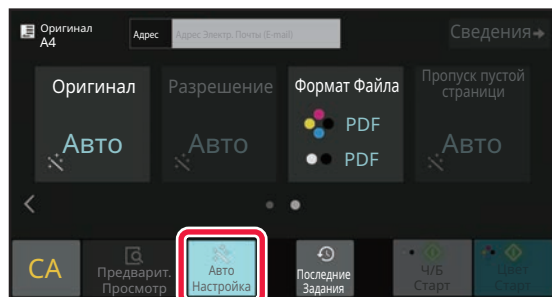 Оригинал
A4
Адрес
Адрес Электр. Почты (E-mail)
Сведения
Оригинал
Авто
Разрешение
Авто
Формат Файла
PDF
PDF
Пропуск пустой
страници
Авто
CA
Предварит.
Просмотр
Авто
Настройка
Последние
Задания
Ч/Б
Старт
Цвет
Старт